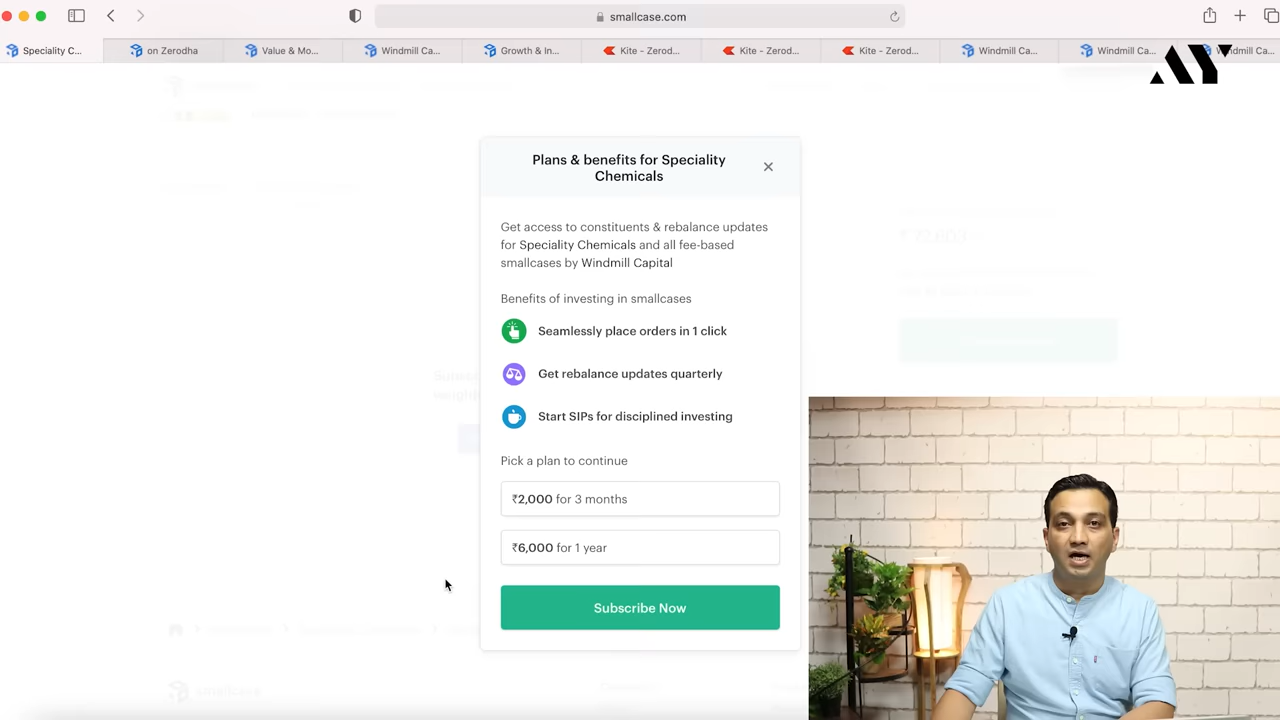 smallcase.com
Speciality C...
on Zerodha
Value & Mo...
Windmill Ca...
Growth & In...
Kite - Zerod...
Kite - Zerod...
Kite - Zerod...
Windmill Ca...
Windmill Ca...
Windmill Ca...
AY
Plans & benefits for Speciality
Chemicals
Get access to constituents & rebalance updates
for Speciality Chemicals and all fee-based
smallcases by Windmill Capital
Benefits of investing in smallcases
Seamlessly place orders in 1 click
Get rebalance updates quarterly
Start SIPs for disciplined investing
Pick a plan to continue
₹2,000 for 3 months
₹6,000 for 1 year
Subscribe Now
smallcase